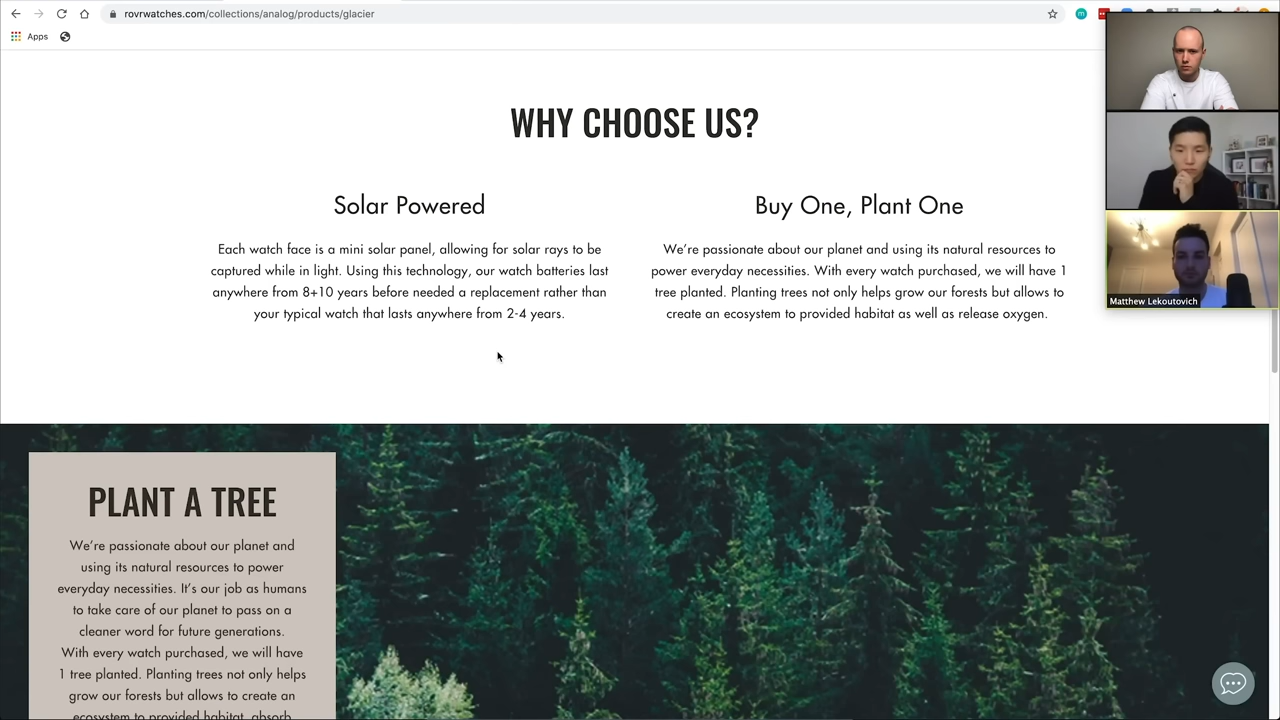 rovrwatches.com/collections/analog/products/glacier
Apps
WHY CHOOSE US?
Solar Powered
Each watch face is a mini solar panel, allowing for solar rays to be
captured while in light. Using this technology, our watch batteries last
anywhere from 8+10 years before needed a replacement rather than
your typical watch that lasts anywhere from 2-4 years.
Buy One, Plant One
We're passionate about our planet and using its natural resources to
power everyday necessities. With every watch purchased, we will have 1
tree planted. Planting trees not only helps grow our forests but allows to
create an ecosystem to provided habitat as well as release oxygen.
Matthew Lekoutovich
PLANT A TREE
We're passionate about our planet and
using its natural resources to power
everyday necessities. It's our job as humans
to take care of our planet to pass on a
cleaner word for future generations.
With every watch purchased, we will have
1 tree planted. Planting trees not only helps
grow our forests but allows to create an
ecosystem to provided habitat, absorb